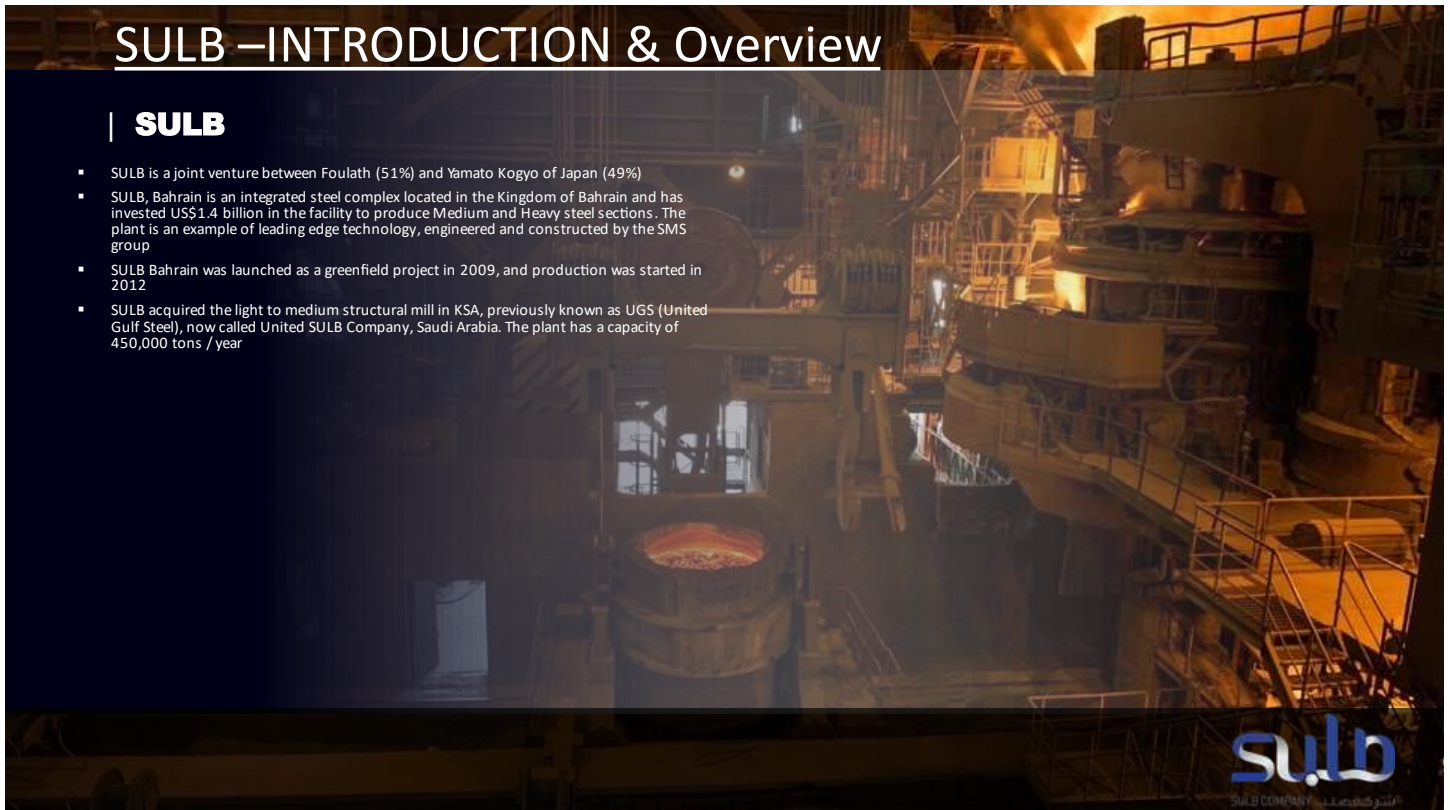 SULB –INTRODUCTION & Overview
| SULB
▪ SULB is a joint venture between Foulath (51%) and Yamato Kogyo of Japan (49%)
▪ SULB, Bahrain is an integrated steel complex located in the Kingdom of Bahrain and has
invested US$1.4 billion in the facility to produce Medium and Heavy steel sections. The
plant is an example of leading edge technology, engineered and constructed by the SMS
group
▪ SULB Bahrain was launched as a greenfield project in 2009, and production was started in
2012
▪ SULB acquired the light to medium structural mill in KSA, previously known as UGS (United
Gulf Steel), now called United SULB Company, Saudi Arabia. The plant has a capacity of
450,000 tons / year
sulb
SULB COMPANY